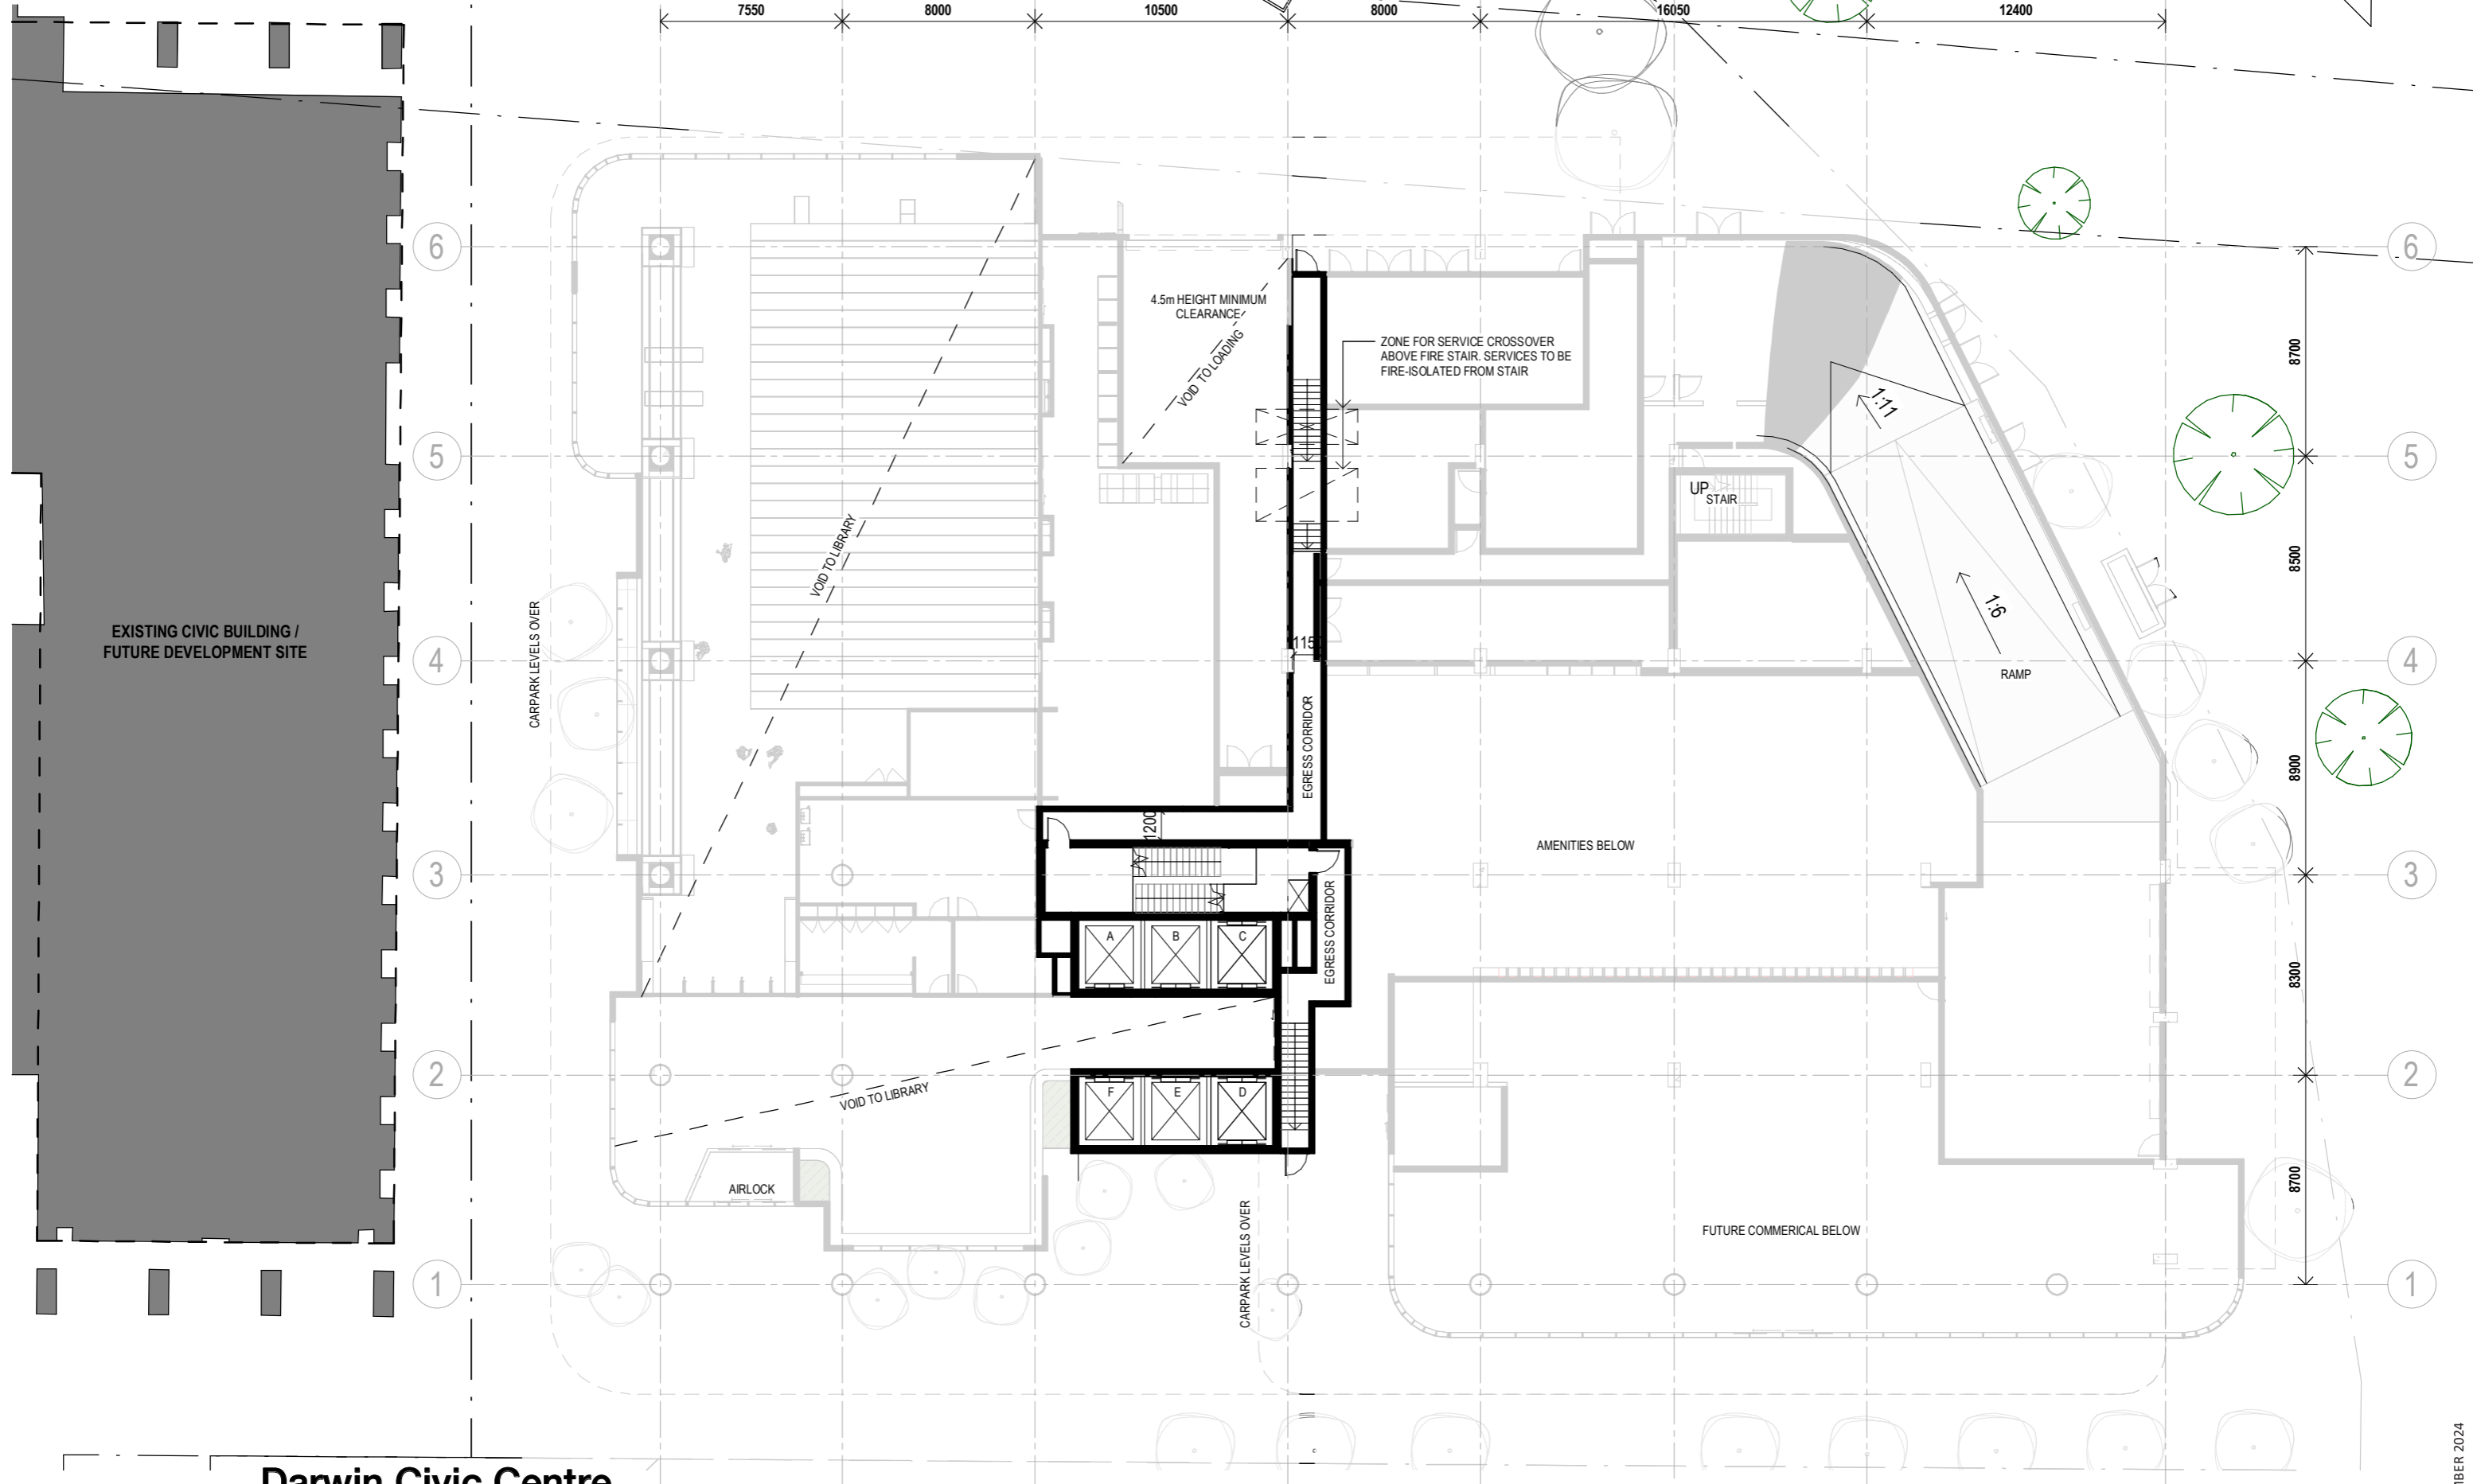 7550
8000
10500
8000
16050
12400
6
6
4.5m HEIGHT MINIMUM
CLEARANCE
VOID TO LOADING
ZONE FOR SERVICE CROSSOVER
ABOVE FIRE STAIR. SERVICES TO BE
FIRE-ISOLATED FROM STAIR
8700
1:11
5
5
UP
STAIR
VOID TO LIBRARY
8500
1:6
EXISTING CIVIC BUILDING /
FUTURE DEVELOPMENT SITE
CARPARK LEVELS OVER
4
4
RAMP
EGRESS CORRIDOR
8900
1200
AMENITIES BELOW
3
3
EGRESS CORRIDOR
A
B
C
8300
2
2
VOID TO LIBRARY
F
E
D
AIRLOCK
8700
CARPARK LEVELS OVER
FUTURE COMMERICAL BELOW
1
1
Darwin Civic Centre
MBER 2024